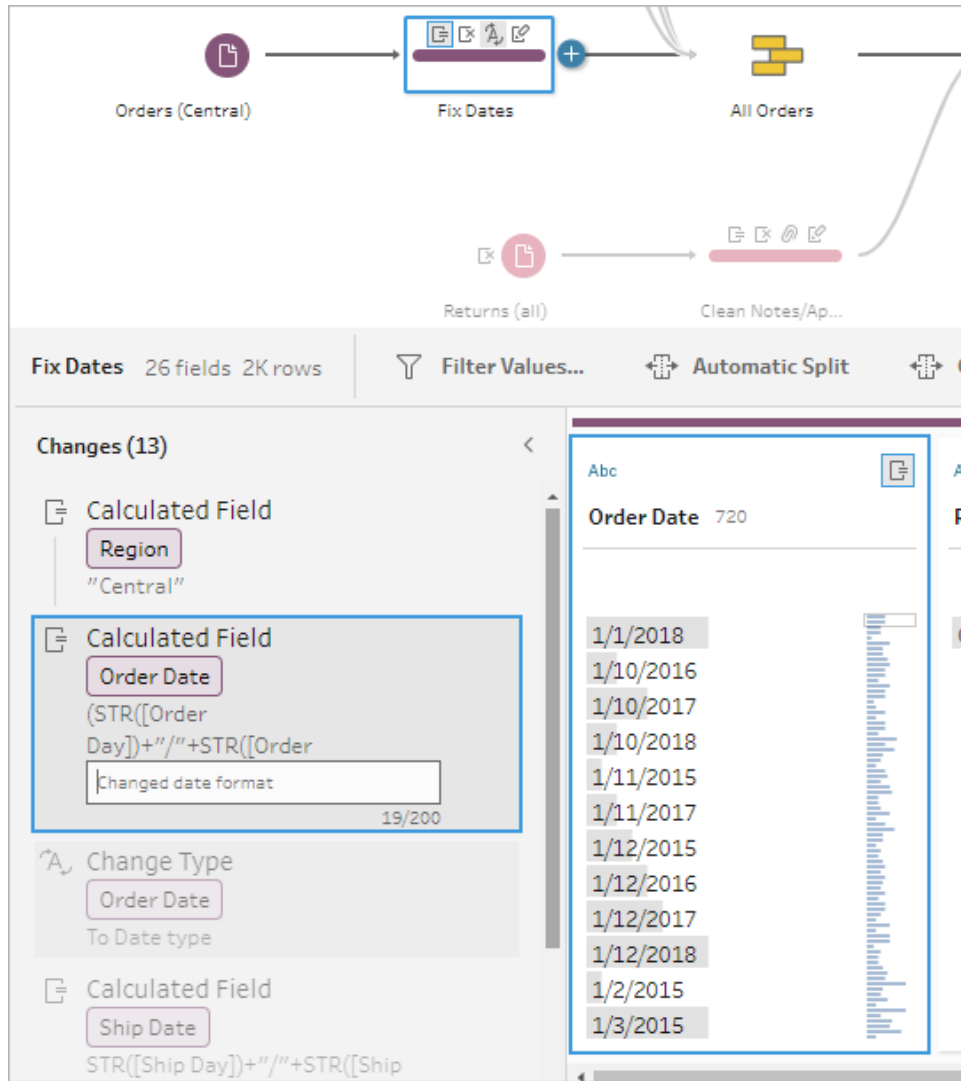 Orders (Central)
Fix Dates
All Orders
Returns (all)
Clean Notes/Ap...
Fix Dates 26 fields 2K rows
Filter Values...
Automatic Split
Changes (13)
Calculated Field
Region
"Central"
Calculated Field
Order Date
(STR([Order
Day])+"/"+STR([Order
Changed date format
19/200
Change Type
Order Date
To Date type
Calculated Field
Ship Date
STR([Ship Day])+"/"+STR([Ship
Abc
Order Date 720
1/1/2018
1/10/2016
1/10/2017
1/10/2018
1/11/2015
1/11/2017
1/12/2015
1/12/2016
1/12/2017
1/12/2018
1/2/2015
1/3/2015